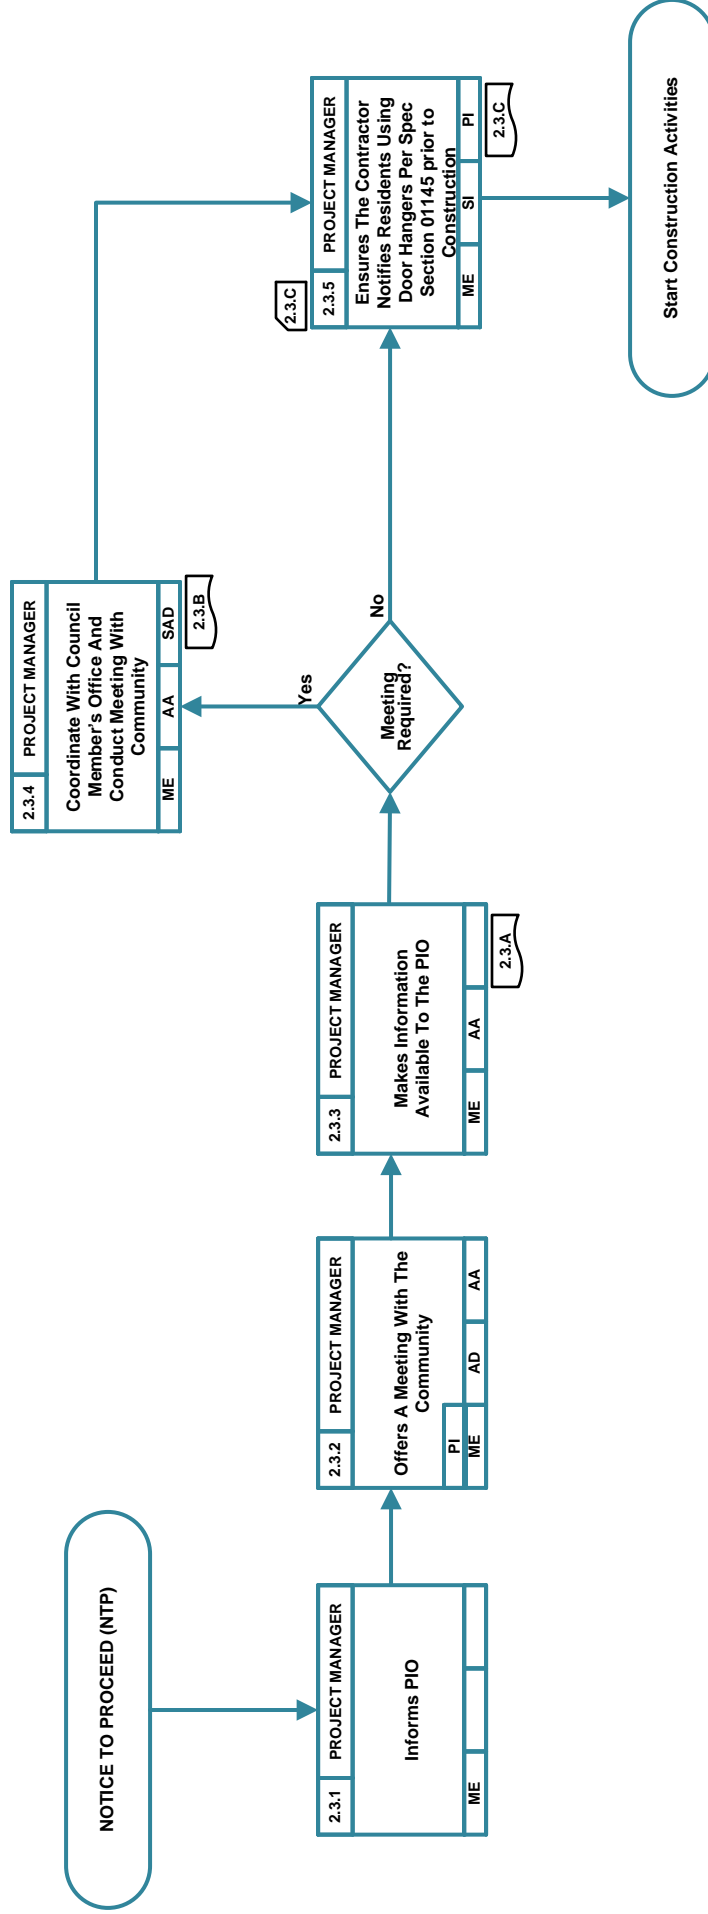 NOTICE TO PROCEED (NTP)
2.3.1
PROJECT MANAGER
Informs PIO
ME
2.3.2
PROJECT MANAGER
Offers A Meeting With The
Community
PI
ME
AD
AA
2.3.3
PROJECT MANAGER
Makes Information
Available To The PIO
ME
AA
2.3.A
Meeting
Required?
Yes
No
2.3.4
PROJECT MANAGER
Coordinate With Council
Member's Office And
Conduct Meeting With
Community
ME
AA
SAD
2.3.B
2.3.C
2.3.5
PROJECT MANAGER
Ensures The Contractor
Notifies Residents Using
Door Hangers Per Spec
Section 01145 prior to
Construction
ME
SI
PI
2.3.C
Start Construction Activities